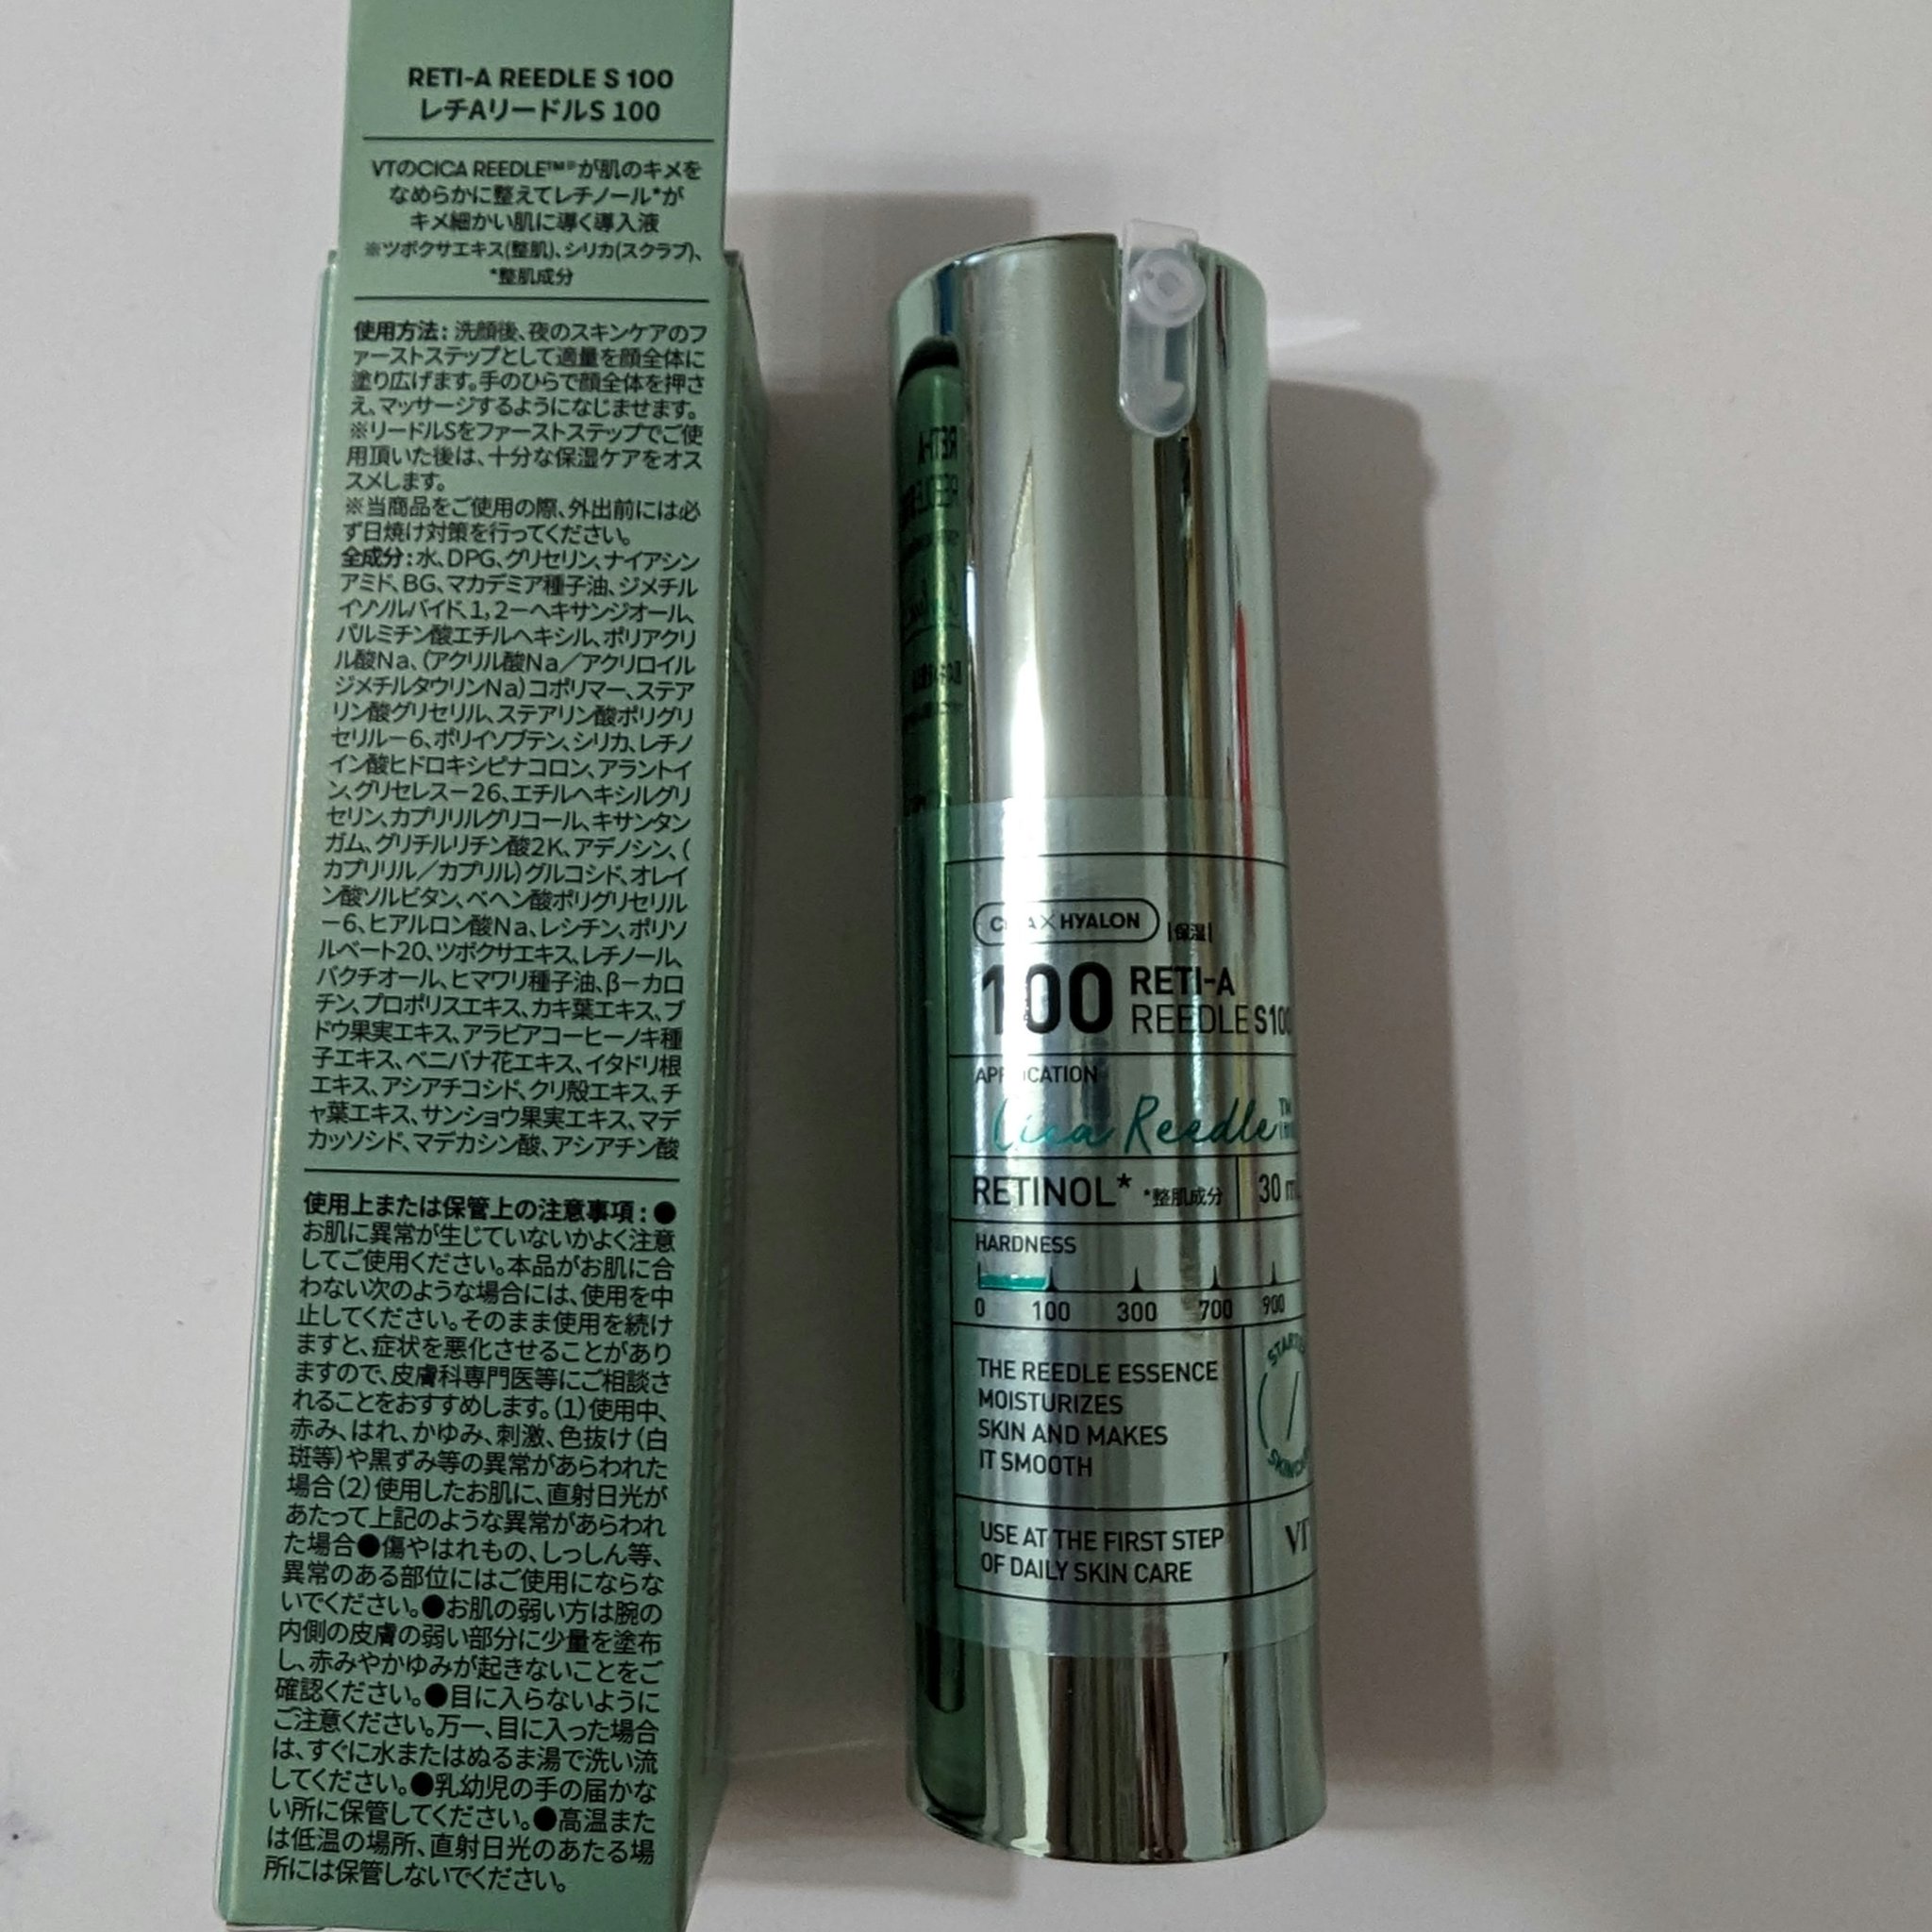 RETI-A REEDLE S 100
レチAリードルS 100
VTのCICA REEDLE™※が肌のキメを
なめらかに整えてレチノール*が
キメ細かい肌に導く導入液
※ツボクサエキス(整肌)、シリカ(スクラブ)、
*整肌成分
使用方法:洗顔後、夜のスキンケアのフ
ァーストステップとして適量を顔全体に
塗り広げます。手のひらで顔全体を押さ
え、マッサージするようになじませます。
※リードルSをファーストステップでご使
用頂いた後は、十分な保湿ケアをオス
スメします。
※当商品をご使用の際、外出前には必
ず日焼け対策を行ってください。
全成分:水、DPG、グリセリン、ナイアシン
アミド、BG、マカデミア種子油、ジメチル
イソソルバイド、1,2-ヘキサンジオール、
パルミチン酸エチルヘキシル、ポリアクリ
ル酸Na、(アクリル酸Na/アクリロイル
ジメチルタウリンNa)コポリマー、ステア
リン酸グリセリル、ステアリン酸ポリグリ
セリル-6、ポリイソブテン、シリカ、レチノ
イン酸ヒドロキシピナコロン、アラントイ
ン、グリセレス-26、エチルヘキシルグリ
セリン、カプリリルグリコール、キサンタン
ガム、グリチルリチン酸2K、アデノシン、(
カプリリル/カプリル)グルコシド、オレイ
ン酸ソルビタン、ベヘン酸ポリグリセリル
-6、ヒアルロン酸Na、レシチン、ポリソ
ルベート20、ツボクサエキス、レチノール、
バクチオール、ヒマワリ種子油、β-カロ
チン、プロポリスエキス、カキ葉エキス、ブ
ドウ果実エキス、アラビアコーヒーノキ種
子エキス、ベニバナ花エキス、イタドリ根
エキス、アシアチコシド、クリ殻エキス、チ
ャ葉エキス、サンショウ果実エキス、マデ
カッソシド、マデカシン酸、アシアチン酸
使用上または保管上の注意事項:●
お肌に異常が生じていないかよく注意
してご使用ください。本品がお肌に合
わない次のような場合には、使用を中
止してください。そのまま使用を続け
ますと、症状を悪化させることがあり
ますので、皮膚科専門医等にご相談さ
れることをおすすめします。(1)使用中、
赤み、はれ、かゆみ、刺激、色抜け(白
斑等)や黒ずみ等の異常があらわれた
場合(2)使用したお肌に、直射日光が
あたって上記のような異常があらわれ
た場合●傷やはれもの、しっしん等、
異常のある部位にはご使用にならな
いでください。●お肌の弱い方は腕の
内側の皮膚の弱い部分に少量を塗布
し、赤みやかゆみが起きないことをご
確認ください。●目に入らないように
ご注意ください。万一、目に入った場合
は、すぐに水またはぬるま湯で洗い流
してください。●乳幼児の手の届かな
い所に保管してください。●高温また
は低温の場所、直射日光のあたる場
所には保管しないでください。
CICA×HYALON |保湿|
100 RETI-A
REEDLE S100
APPLICATION
Cica Reedle TM
RETINOL* *整肌成分 30 mL
HARDNESS
0 100 300 700 900
THE REEDLE ESSENCE
MOISTURIZES
SKIN AND MAKES
IT SMOOTH
USE AT THE FIRST STEP
OF DAILY SKIN CARE
VT